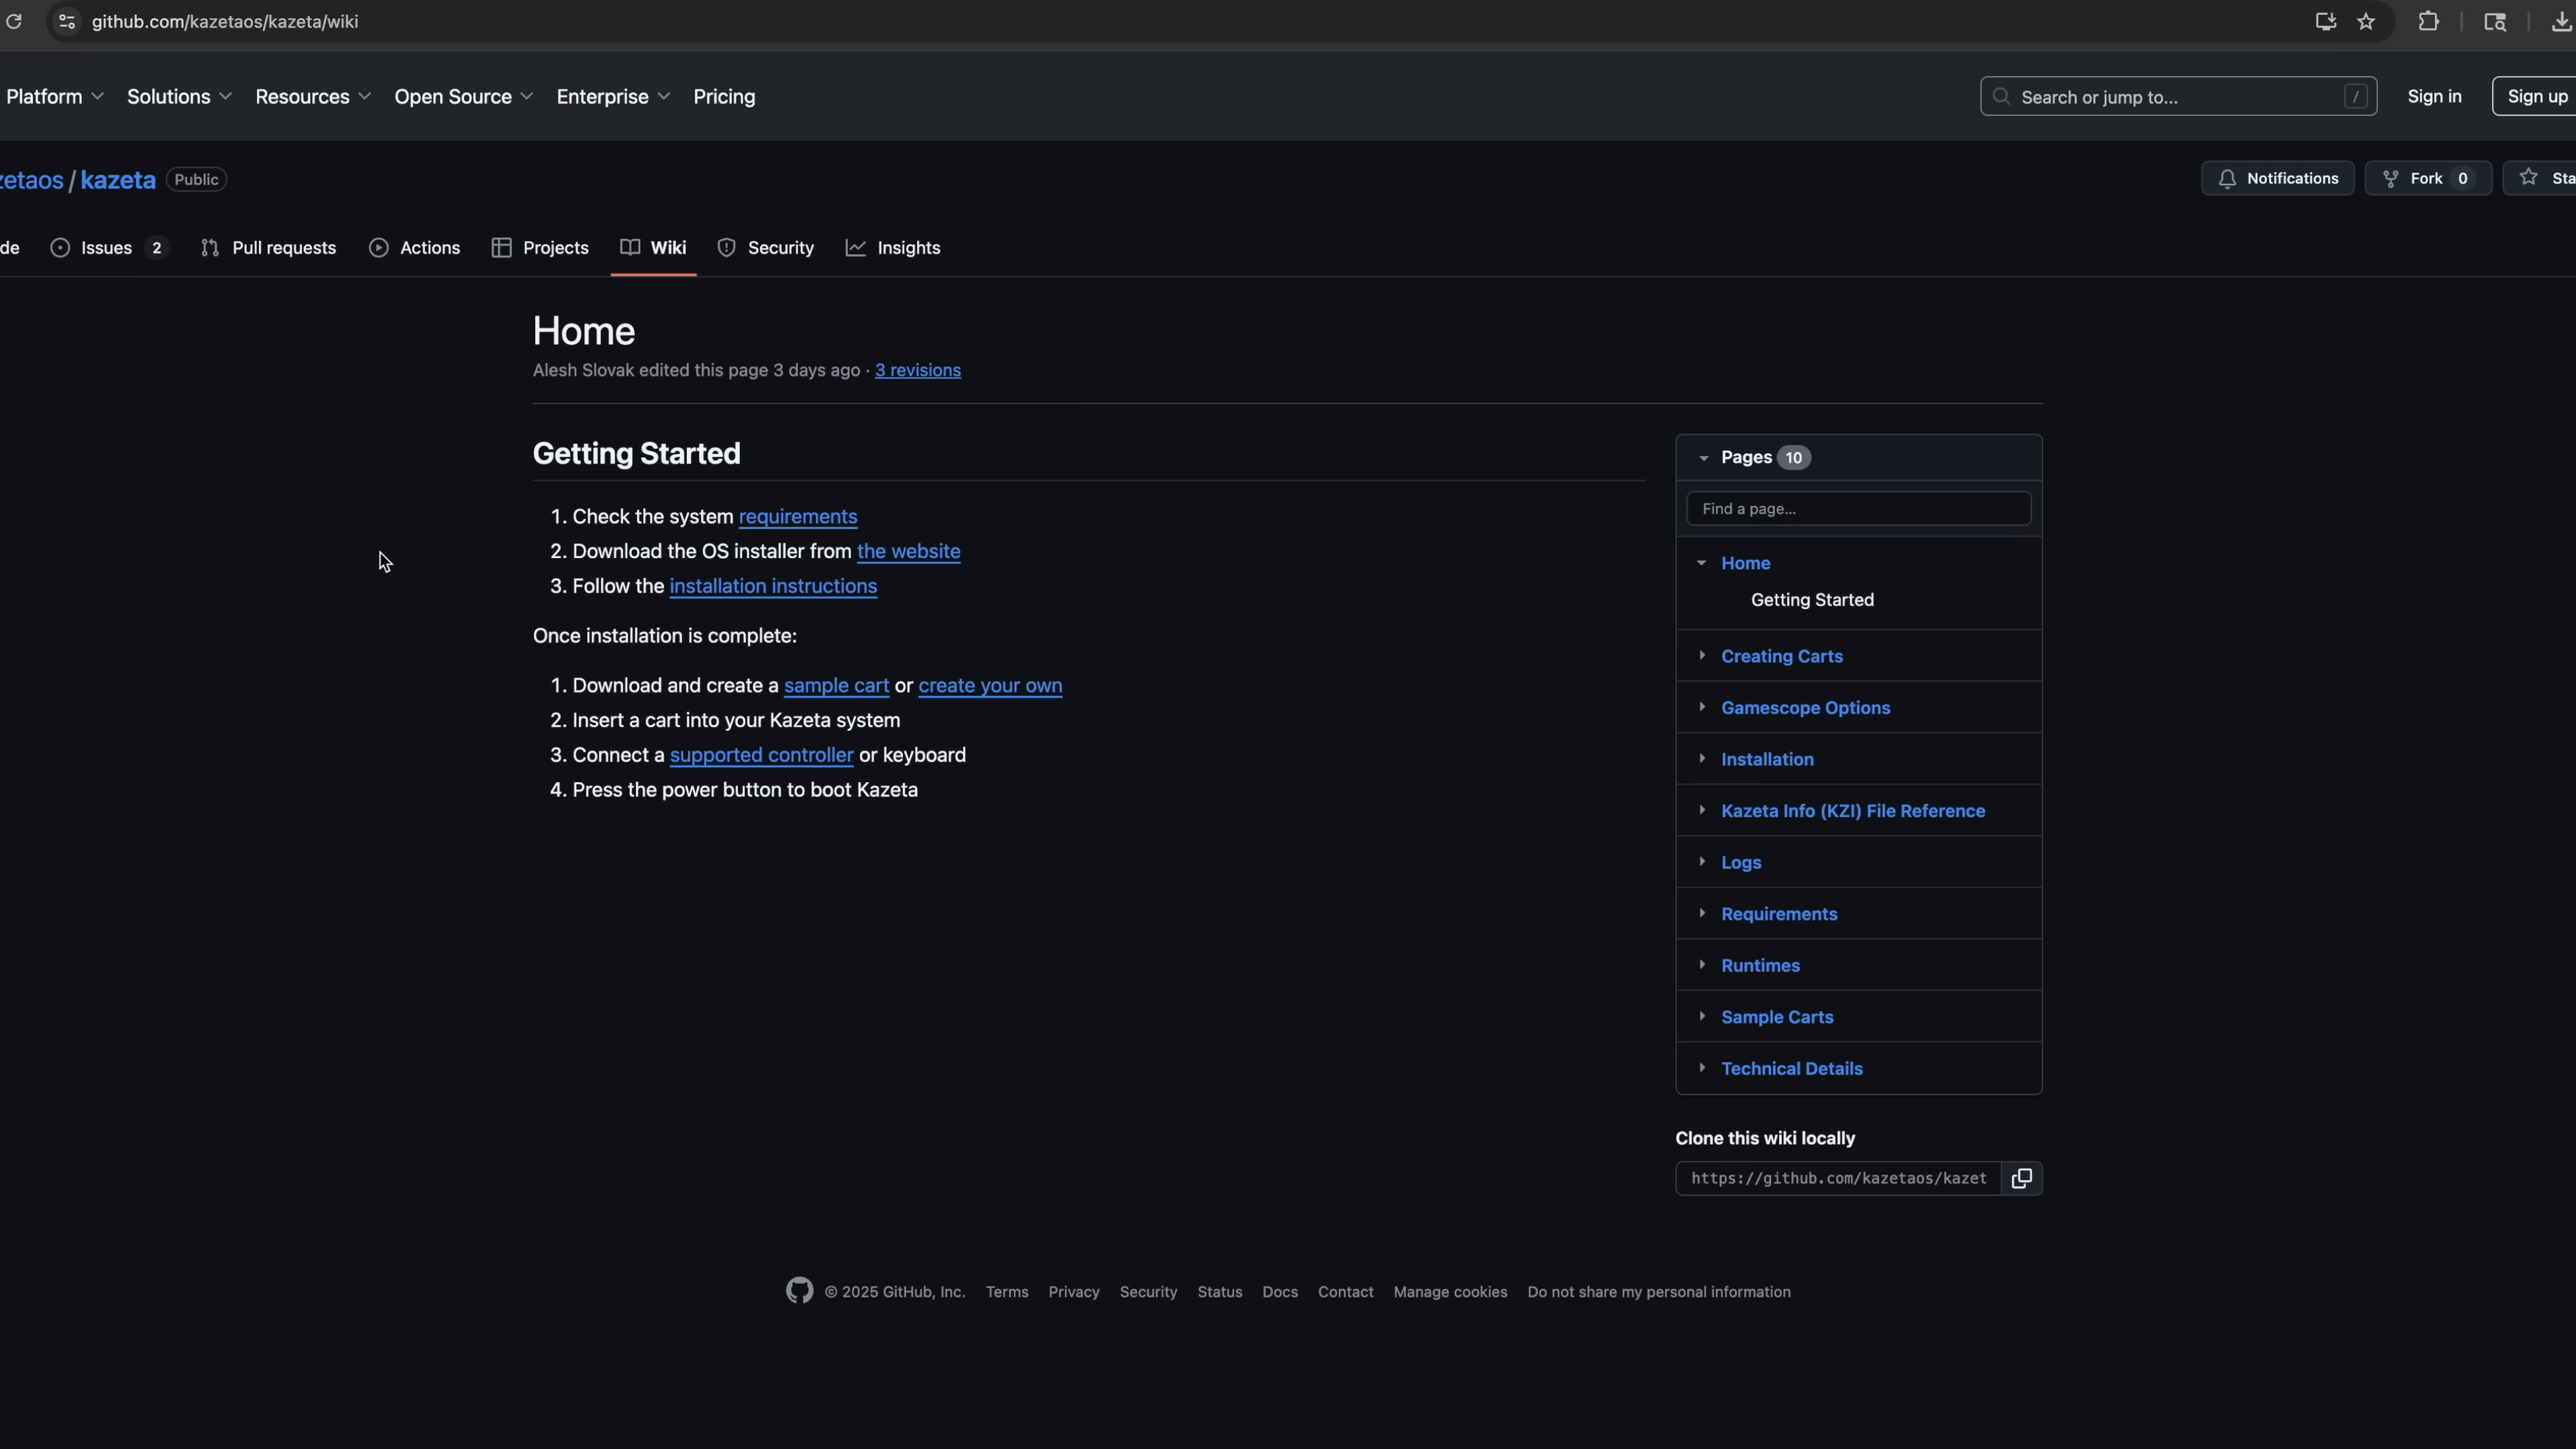 github.com/kazetaos/kazeta/wiki
Platform Solutions Resources Open Source Enterprise Pricing
Search or jump to... / Sign in Sign up
zetaos / kazeta Public
Notifications Fork 0 Sta
de Issues 2 Pull requests Actions Projects Wiki Security Insights
Home
Alesh Slovak edited this page 3 days ago · 3 revisions
Getting Started
1. Check the system requirements
2. Download the OS installer from the website
3. Follow the installation instructions
Once installation is complete:
1. Download and create a sample cart or create your own
2. Insert a cart into your Kazeta system
3. Connect a supported controller or keyboard
4. Press the power button to boot Kazeta
Pages 10
Find a page...
Home
Getting Started
Creating Carts
Gamescope Options
Installation
Kazeta Info (KZI) File Reference
Logs
Requirements
Runtimes
Sample Carts
Technical Details
Clone this wiki locally
https://github.com/kazetaos/kazet
© 2025 GitHub, Inc. Terms Privacy Security Status Docs Contact Manage cookies Do not share my personal information